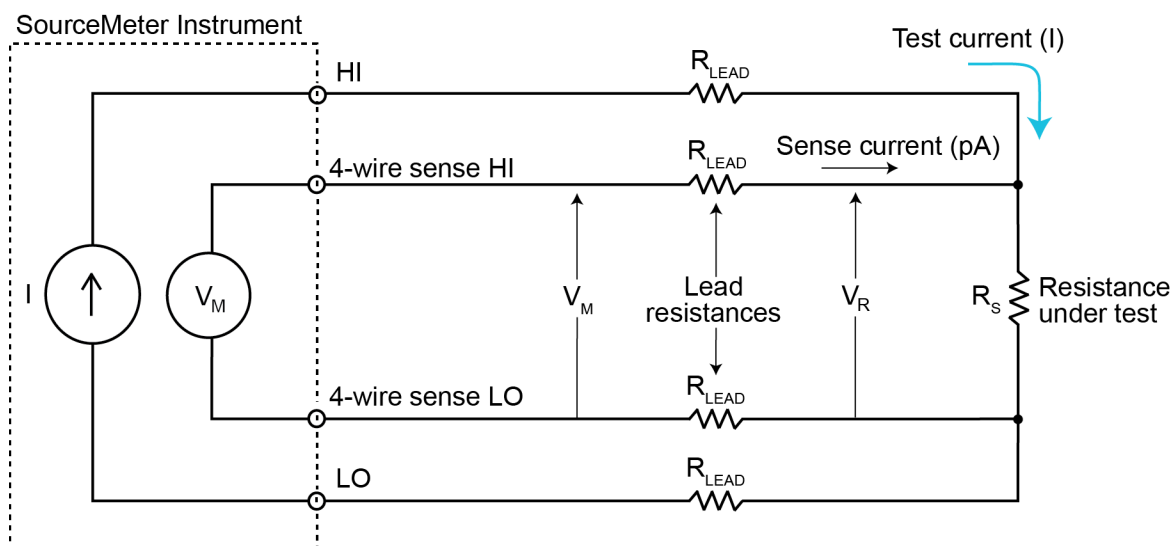 SourceMeter Instrument
Test current (I)
HI
RLEAD
4-wire sense HI
RLEAD
Sense current (pA)
I
VM
VM
Lead
resistances
VR
RS
Resistance
under test
4-wire sense LO
RLEAD
LO
RLEAD